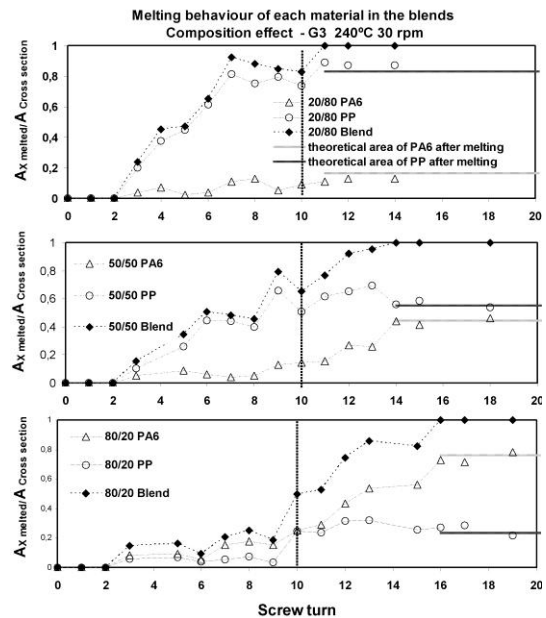 Melting behaviour of each material in the blends
Composition effect - G3 240ºC 30 rpm
Ax melted/ A Cross section
1
0,8
0,6
0,4
0,2
0
20/80 PA6
20/80 PP
20/80 Blend
theoretical area of PA6 after melting
theoretical area of PP after melting
0 2 4 6 8 10 12 14 16 18 20
Ax melted/ A Cross section
1
0,8
0,6
0,4
0,2
0
50/50 PA6
50/50 PP
50/50 Blend
0 2 4 6 8 10 12 14 16 18 20
Ax melted/ A Cross section
1
0,8
0,6
0,4
0,2
0
80/20 PA6
80/20 PP
80/20 Blend
0 2 4 6 8 10 12 14 16 18 20
Screw turn